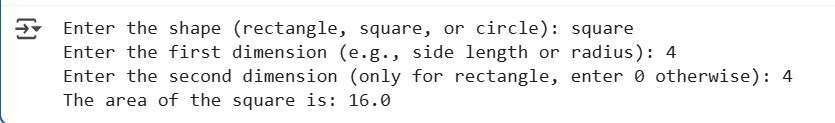 Enter the shape (rectangle, square, or circle): square
Enter the first dimension (e.g., side length or radius): 4
Enter the second dimension (only for rectangle, enter 0 otherwise): 4
The area of the square is: 16.0